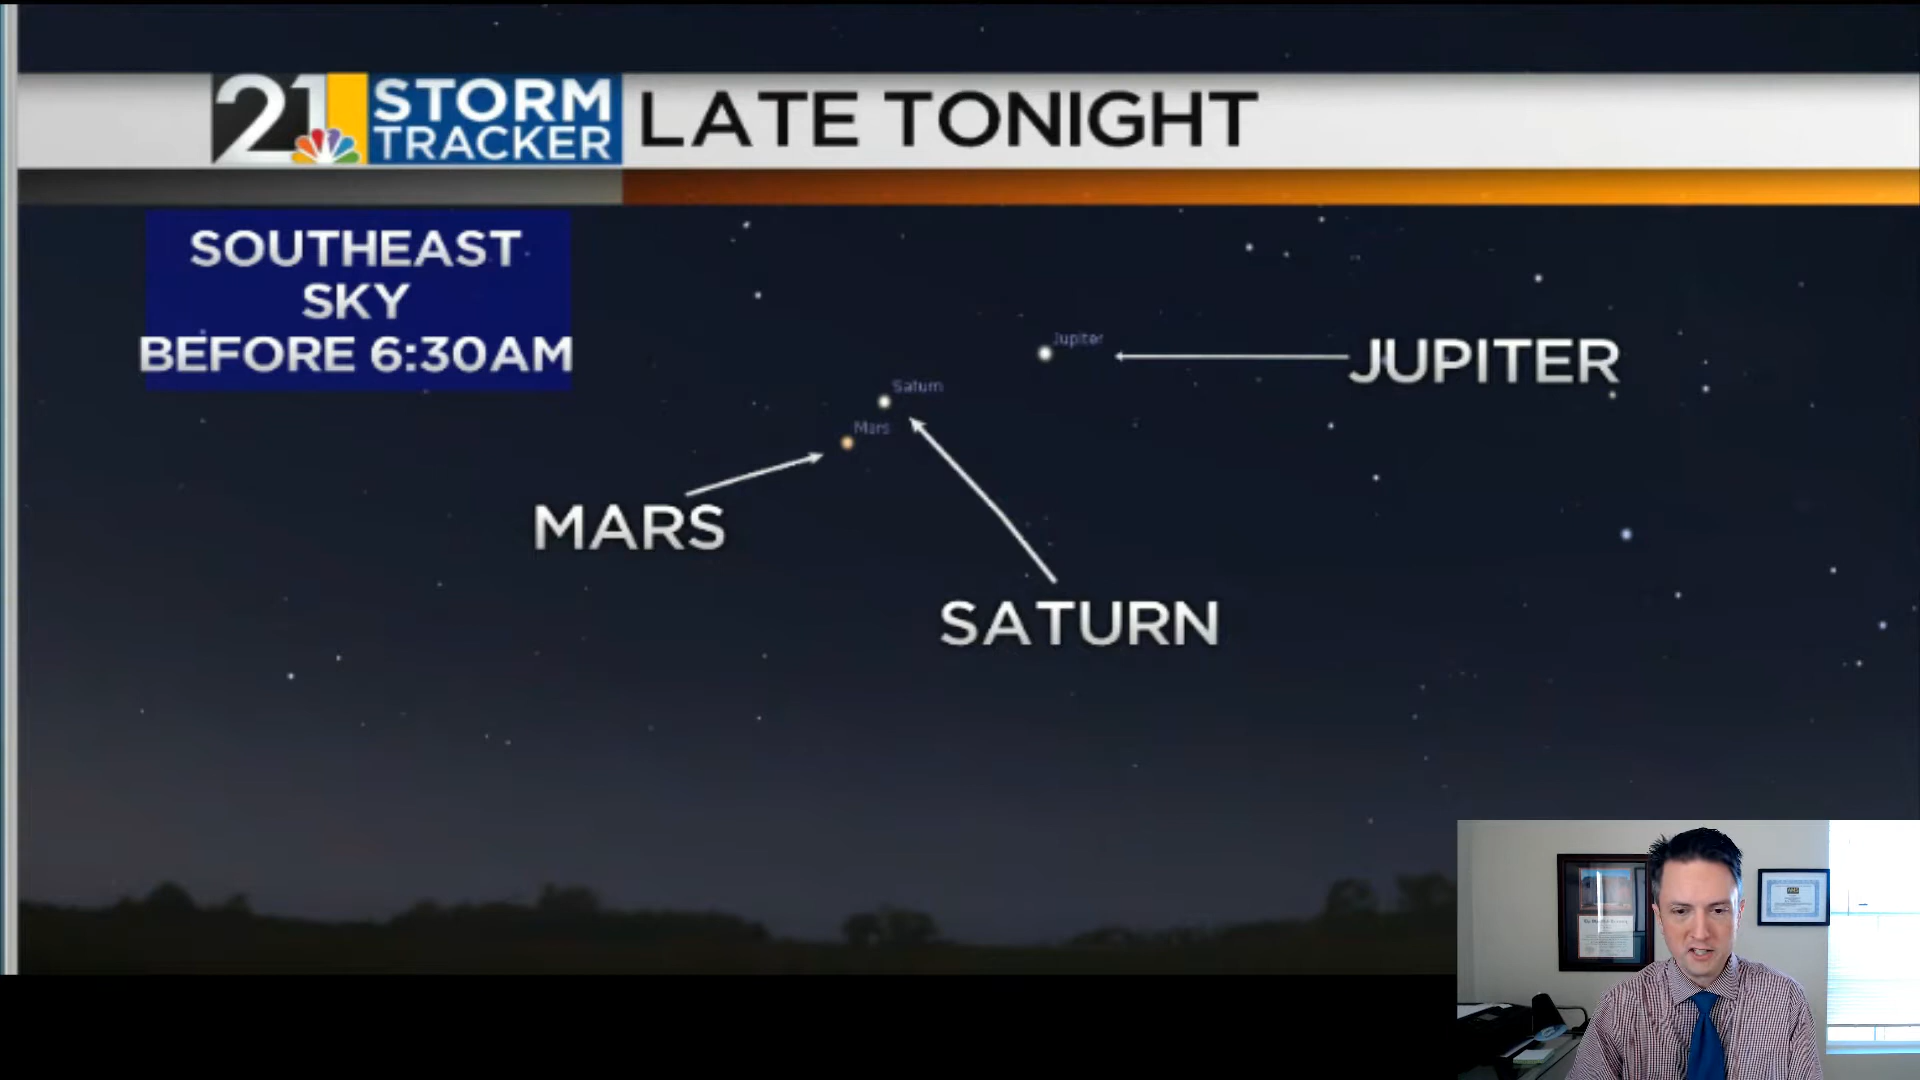 21 STORM
TRACKER
LATE TONIGHT
SOUTHEAST
SKY
BEFORE 6:30AM
Jupiter
JUPITER
Saturn
Mars
MARS
SATURN